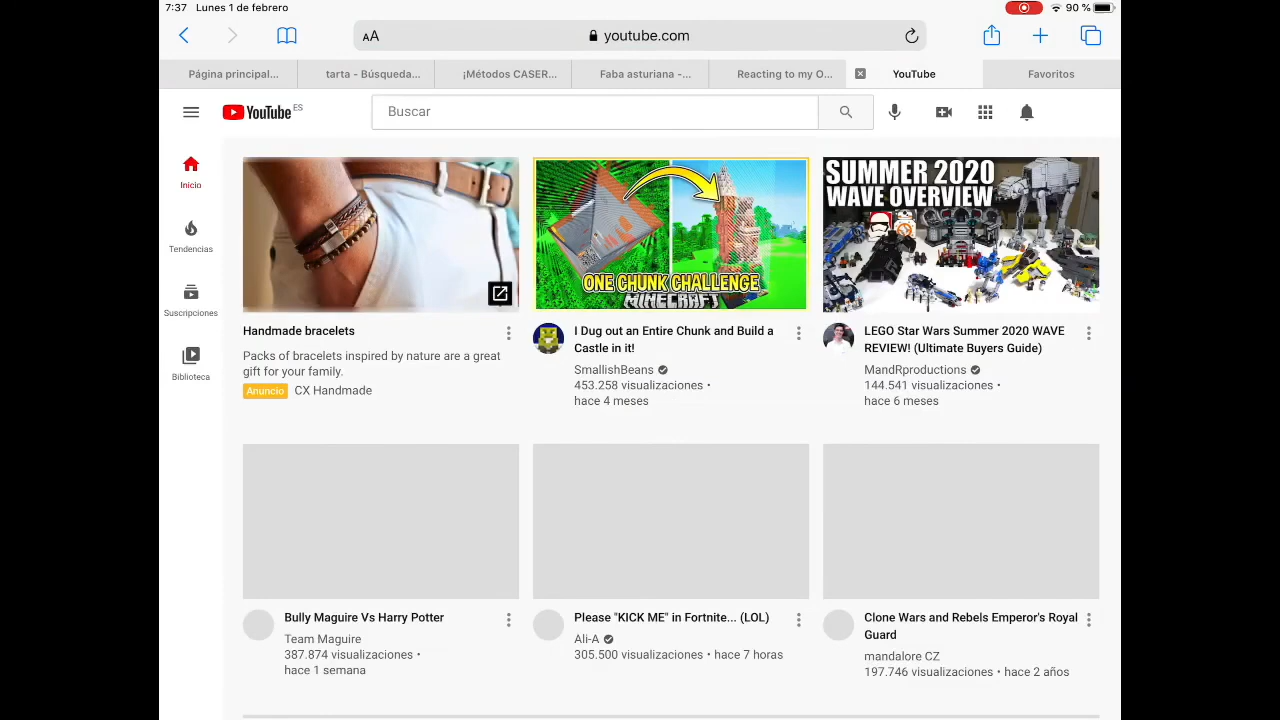 7:37 Lunes 1 de febrero
90 %
AA youtube.com
Página principal... tarta - Búsqueda... ¡Métodos CASER... Faba asturiana -... Reacting to my O... YouTube Favoritos
YouTube ES
Buscar
Inicio
Tendencias
Suscripciones
Biblioteca
Handmade bracelets
Packs of bracelets inspired by nature are a great
gift for your family.
Anuncio CX Handmade
ONE CHUNK CHALLENGE
MINECRAFT
I Dug out an Entire Chunk and Build a
Castle in it!
SmallishBeans
453.258 visualizaciones •
hace 4 meses
SUMMER 2020
WAVE OVERVIEW
LEGO Star Wars Summer 2020 WAVE
REVIEW! (Ultimate Buyers Guide)
MandRproductions
144.541 visualizaciones •
hace 6 meses
Bully Maguire Vs Harry Potter
Team Maguire
387.874 visualizaciones •
hace 1 semana
Please "KICK ME" in Fortnite... (LOL)
Ali-A
305.500 visualizaciones • hace 7 horas
Clone Wars and Rebels Emperor's Royal
Guard
mandalore CZ
197.746 visualizaciones • hace 2 años